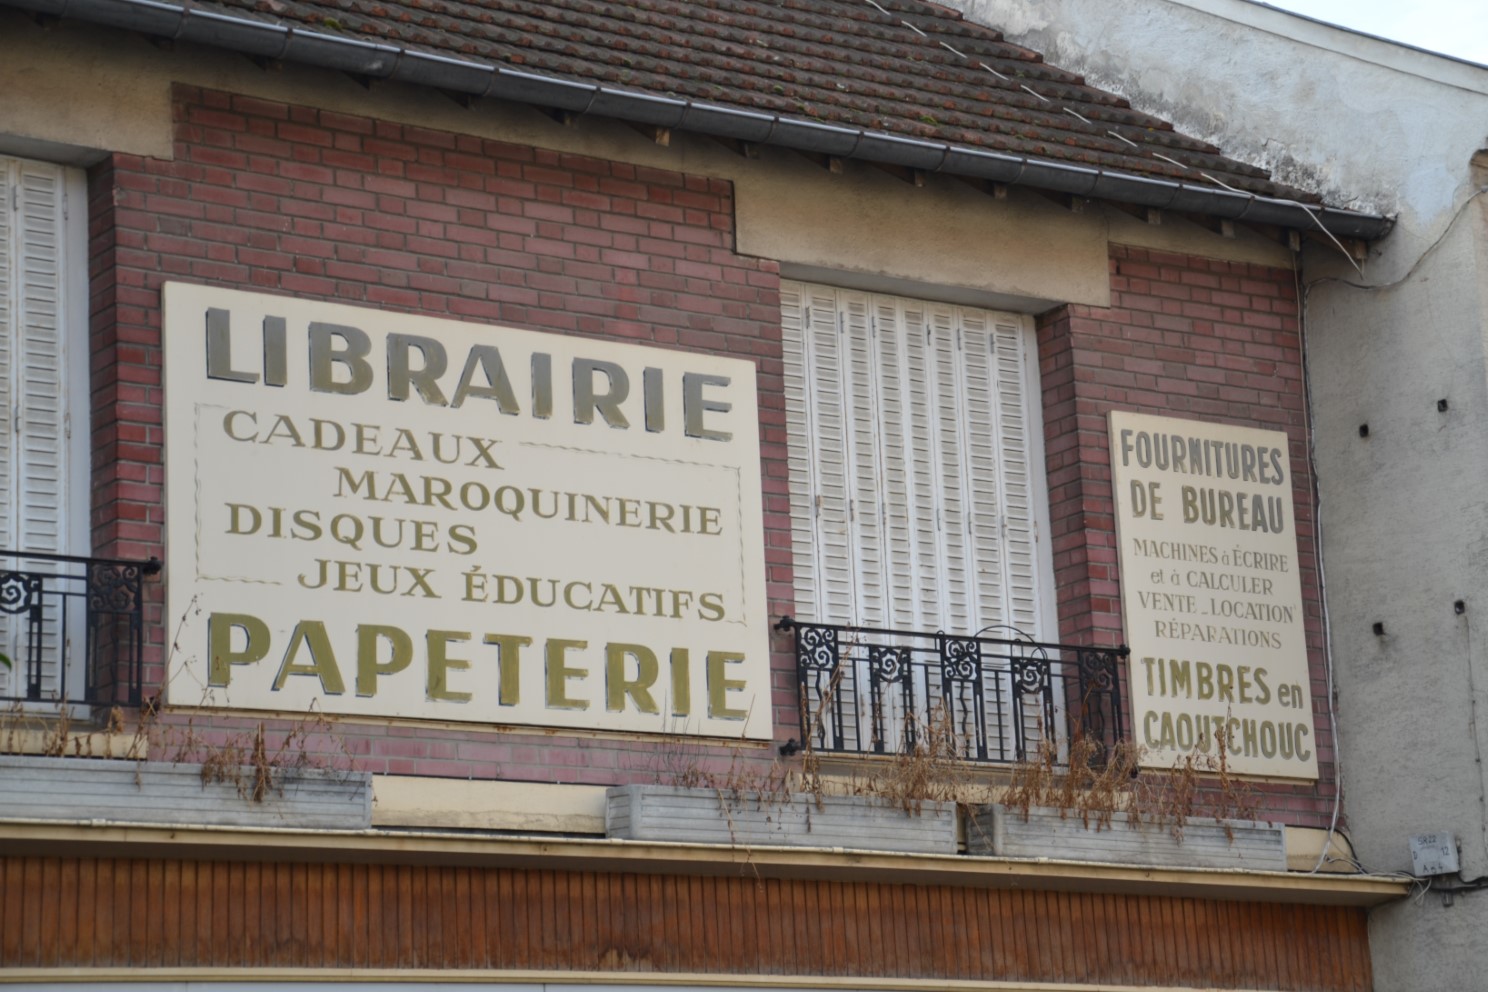 LIBRAIRIE
CADEAUX
MAROQUINERIE
DISQUES
JEUX ÉDUCATIFS
PAPETERIE
FOURNITURES
DE BUREAU
MACHINES à ÉCRIRE
et à CALCULER
VENTE - LOCATION
RÉPARATIONS
TIMBRES en
CAOUTCHOUC